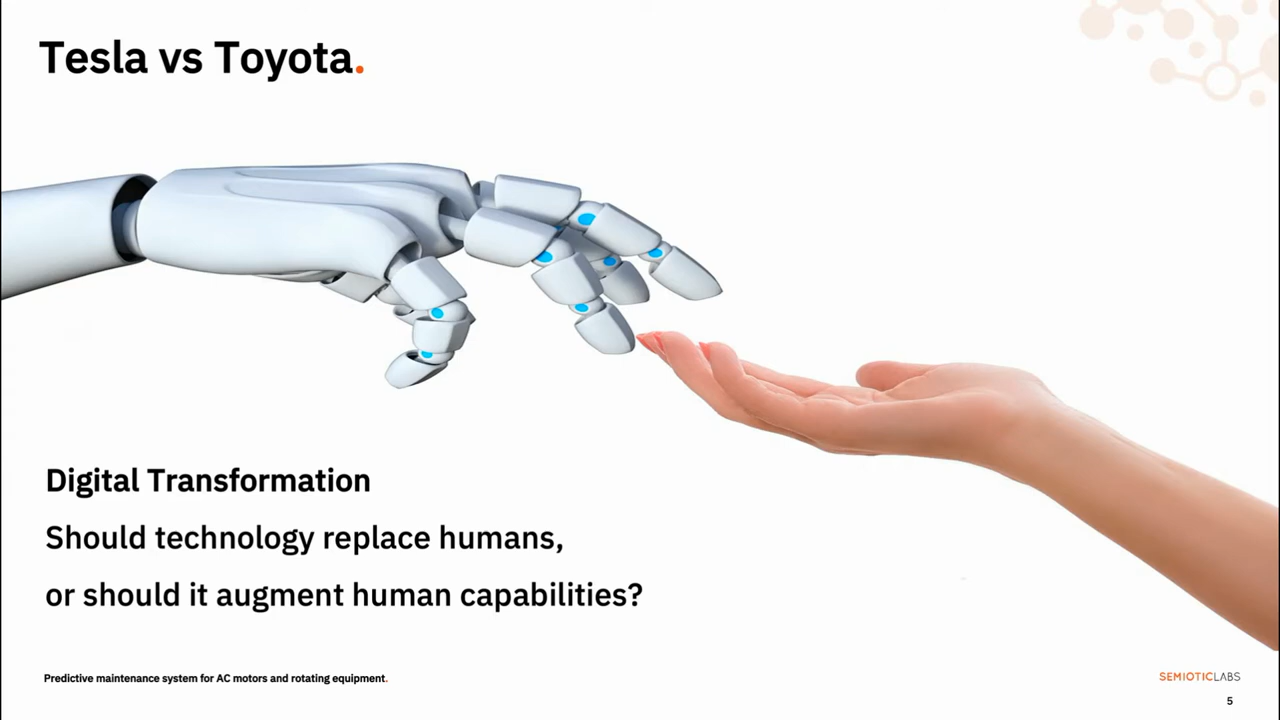 Tesla vs Toyota.
Digital Transformation
Should technology replace humans,
or should it augment human capabilities?
Predictive maintenance system for AC motors and rotating equipment.
SEMIOTICLABS
5